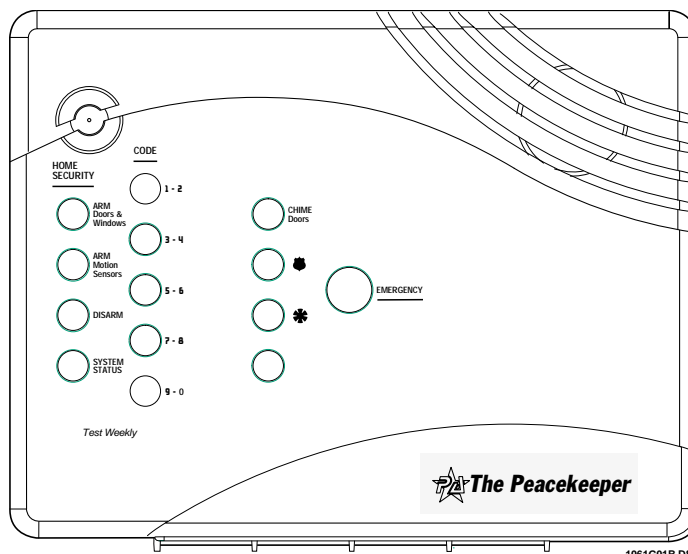 HOME
SECURITY
CODE
ARM
Doors &
Windows
ARM
Motion
Sensors
DISARM
SYSTEM
STATUS
1 - 2
3 - 4
5 - 6
7 - 8
9 - 0
CHIME
Doors
EMERGENCY
Test Weekly
PA The Peacekeeper